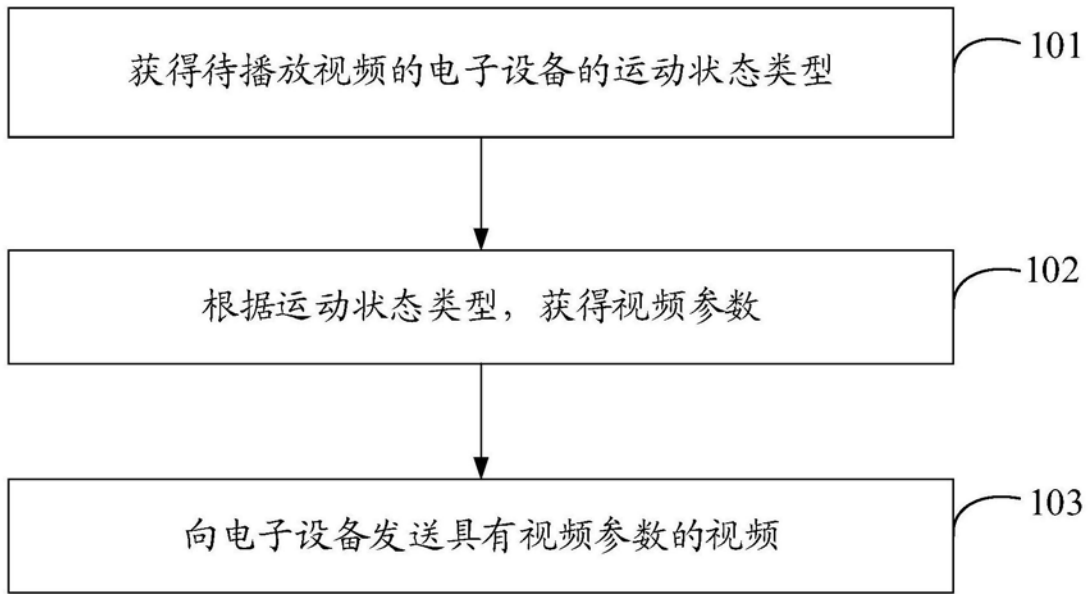 获得待播放视频的电子设备的运动状态类型
101
根据运动状态类型，获得视频参数
102
向电子设备发送具有视频参数的视频
103